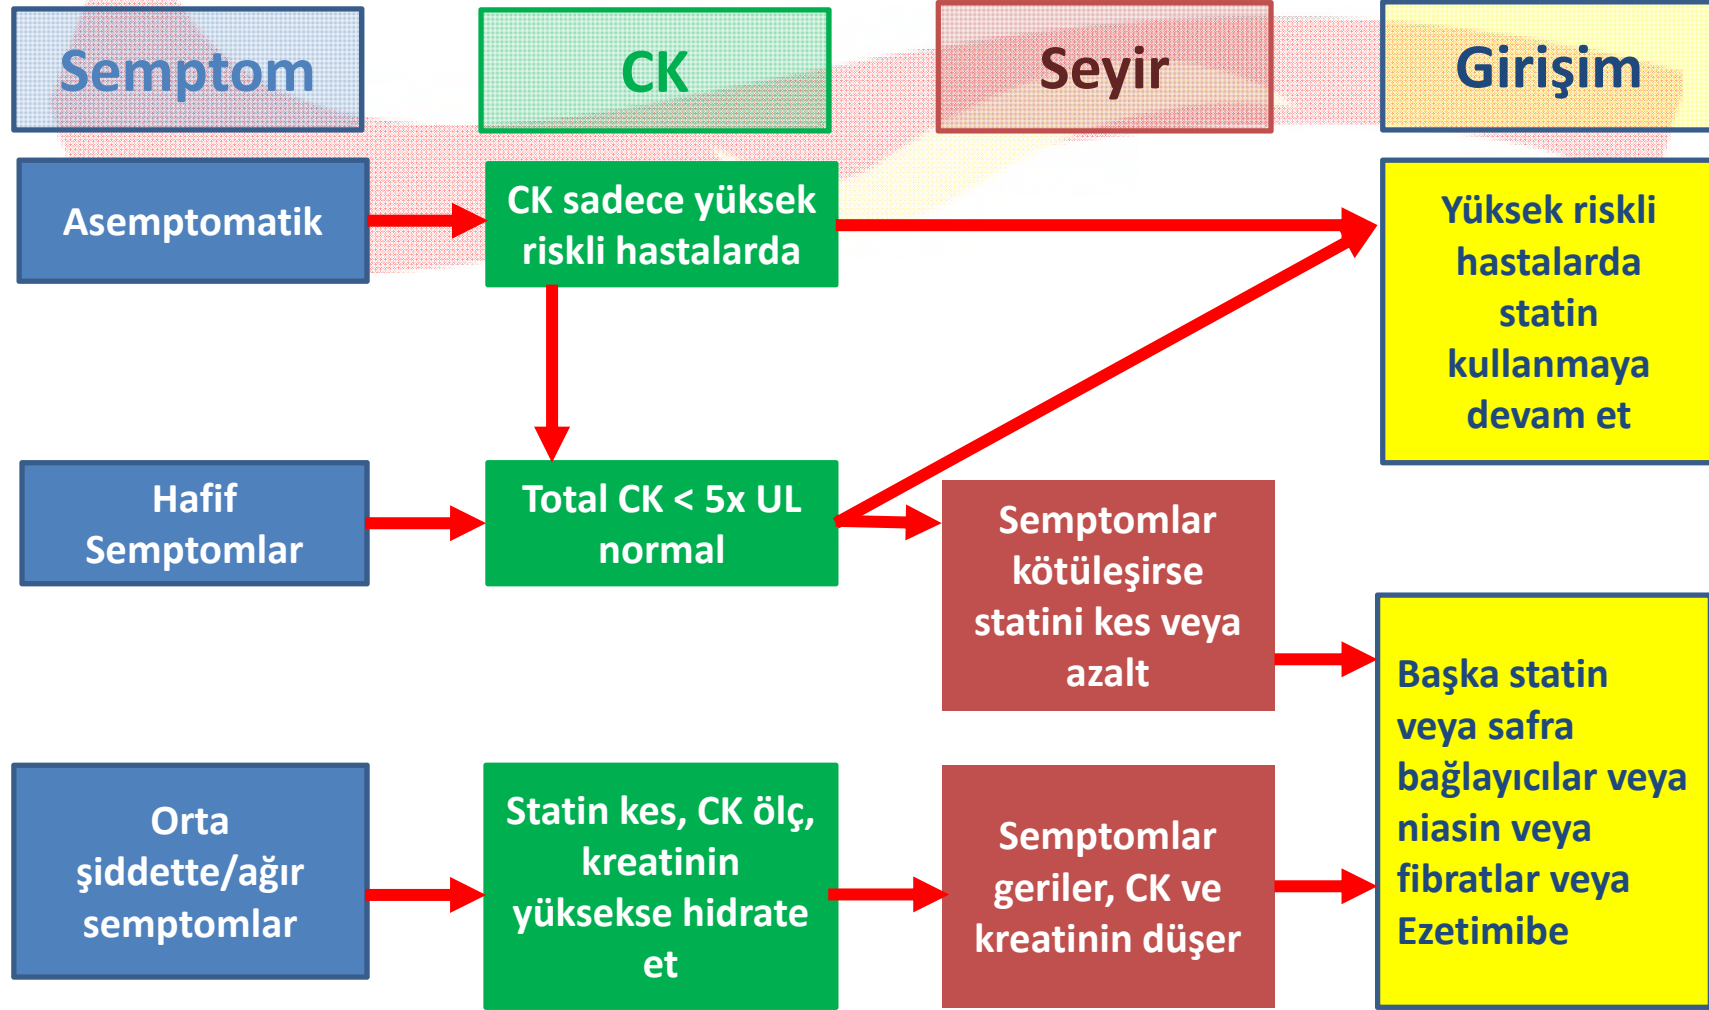 Semptom
CK
Seyir
Girişim
Asemptomatik
CK sadece yüksek
riskli hastalarda
Yüksek riskli
hastalarda
statin
kullanmaya
devam et
Hafif
Semptomlar
Total CK < 5x UL
normal
Semptomlar
kötüleşirse
statini kes veya
azalt
Başka statin
veya safra
bağlayıcılar veya
niasin veya
fibratlar veya
Ezetimibe
Orta
şiddette/ağır
semptomlar
Statin kes, CK ölç,
kreatinin
yüksekse hidrate
et
Semptomlar
geriler, CK ve
kreatinin düşer